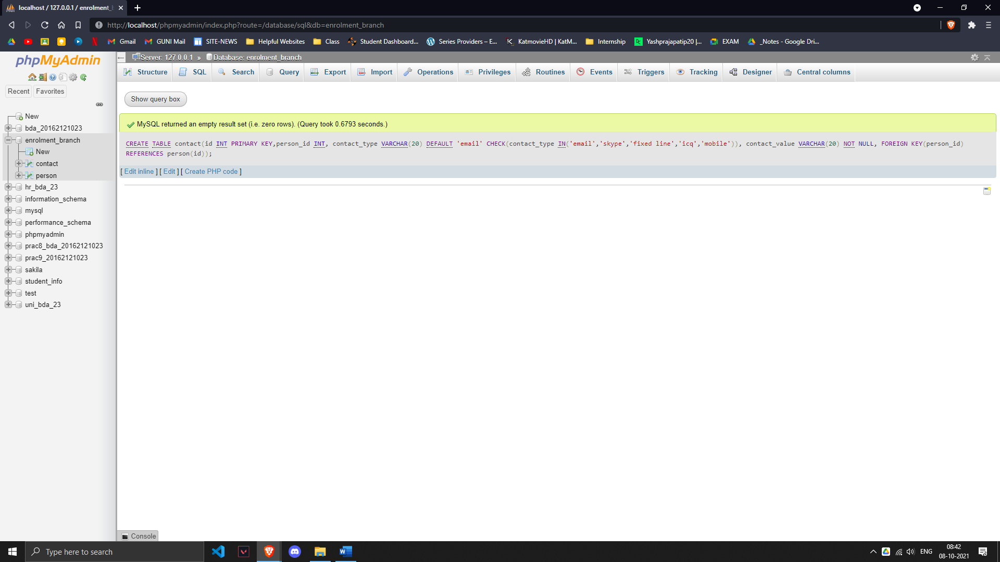 localhost / 127.0.0.1 / enrolment_
http://localhost/phpmyadmin/index.php?route=/database/sql&db=enrolment_branch
Gmail GUNI Mail SITE-NEWS Helpful Websites Class Student Dashboard... Series Providers – E... KatmovieHD | KatM... Internship Yashprajapatip20 |... EXAM _Notes - Google Dri...
phpMyAdmin
Recent Favorites
New
bda_20162121023
enrolment_branch
New
contact
person
hr_bda_23
information_schema
mysql
performance_schema
phpmyadmin
prac8_bda_20162121023
prac9_20162121023
sakila
student_info
test
uni_bda_23
Server: 127.0.0.1 » Database: enrolment_branch
Structure SQL Search Query Export Import Operations Privileges Routines Events Triggers Tracking Designer Central columns
Show query box
MySQL returned an empty result set (i.e. zero rows). (Query took 0.6793 seconds.)
CREATE TABLE contact(id INT PRIMARY KEY,person_id INT, contact_type VARCHAR(20) DEFAULT 'email' CHECK(contact_type IN('email','skype','fixed line','icq','mobile')), contact_value VARCHAR(20) NOT NULL, FOREIGN KEY(person_id)
REFERENCES person(id));
[ Edit inline ] [ Edit ] [ Create PHP code ]
Console
Type here to search
ENG
08:42
08-10-2021